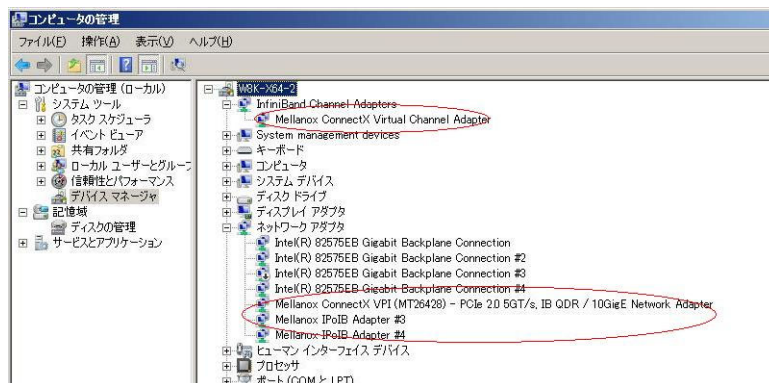 コンピュータの管理
ファイル(F) 操作(A) 表示(V) ヘルプ(H)
コンピュータの管理 (ローカル)
システム ツール
タスク スケジューラ
イベント ビューア
共有フォルダ
ローカル ユーザーとグルーフ
信頼性とパフォーマンス
デバイス マネージャ
記憶域
ディスクの管理
サービスとアプリケーション
W8K-X64-2
InfiniBand Channel Adapters
Mellanox ConnectX Virtual Channel Adapter
System management devices
キーボード
コンピュータ
システム デバイス
ディスク ドライブ
ディスプレイ アダプタ
ネットワーク アダプタ
Intel(R) 82575EB Gigabit Backplane Connection
Intel(R) 82575EB Gigabit Backplane Connection #2
Intel(R) 82575EB Gigabit Backplane Connection #3
Intel(R) 82575EB Gigabit Backplane Connection #4
Mellanox ConnectX VPI (MT26428) - PCIe 2.0 5GT/s, IB QDR / 10GigE Network Adapter
Mellanox IPoIB Adapter #3
Mellanox IPoIB Adapter #4
ヒューマン インターフェイス デバイス
プロセッサ
ポート (COM と LPT)